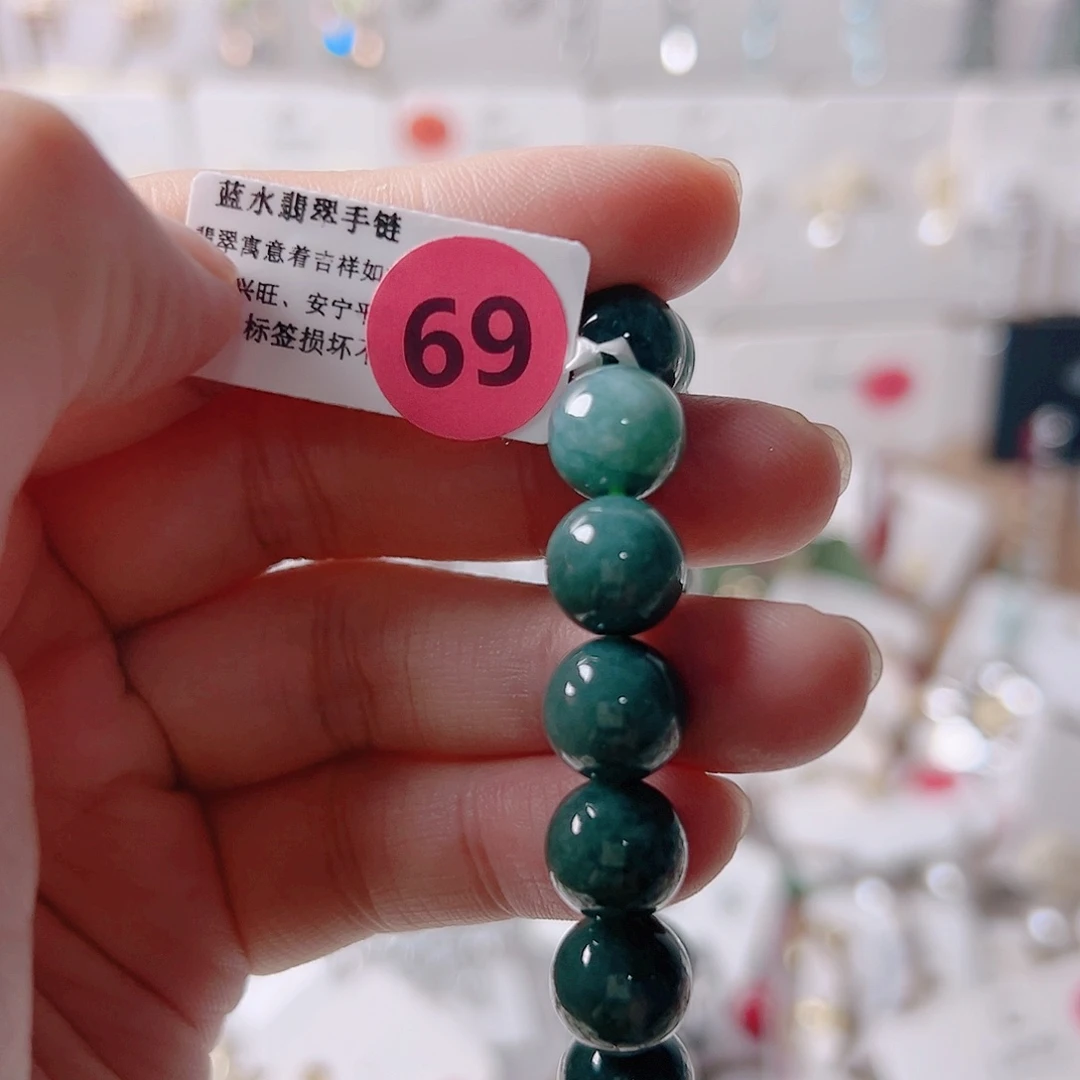 蓝水翡翠手链
翡翠寓意着吉祥如
兴旺、安宁平
标签损坏不
69